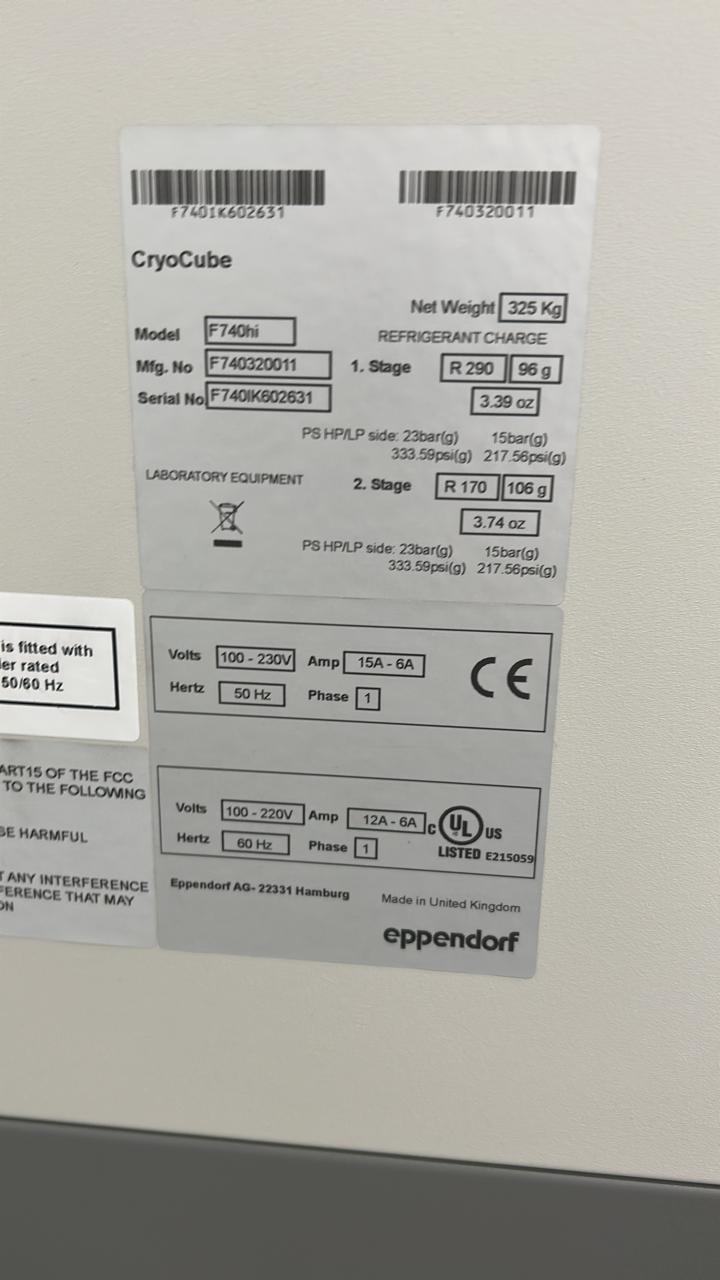 F740IK602631
F740320011
CryoCube
Net Weight 325 Kg
Model F740hi
REFRIGERANT CHARGE
Mfg. No F740320011
1. Stage R 290 96 g
Serial No F740IK602631
3.39 oz
PS HP/LP side: 23bar(g) 15bar(g)
333.59psi(g) 217.56psi(g)
LABORATORY EQUIPMENT
2. Stage R 170 106 g
3.74 oz
PS HP/LP side: 23bar(g) 15bar(g)
333.59psi(g) 217.56psi(g)
Volts 100 - 230V Amp 15A - 6A
Hertz 50 Hz Phase 1
CE
Volts 100 - 220V Amp 12A - 6A
Hertz 60 Hz Phase 1
C UL US
LISTED E215059
Eppendorf AG- 22331 Hamburg
Made in United Kingdom
eppendorf
is fitted with
er rated
50/60 Hz
ART15 OF THE FCC
TO THE FOLLOWING
BE HARMFUL
ANY INTERFERENCE
FERENCE THAT MAY
ON